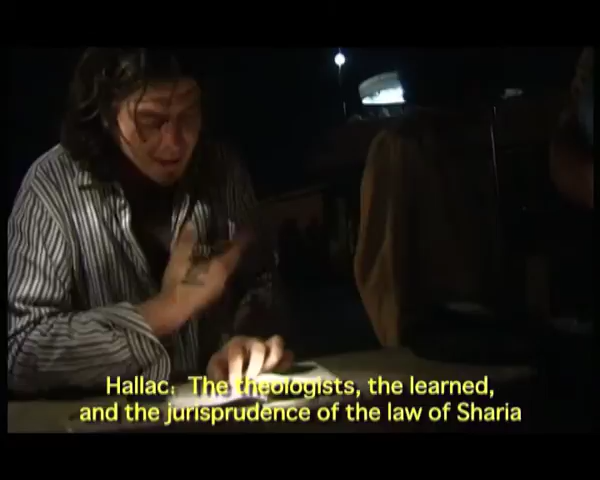 Hallac: The theologists, the learned,
and the jurisprudence of the law of Sharia